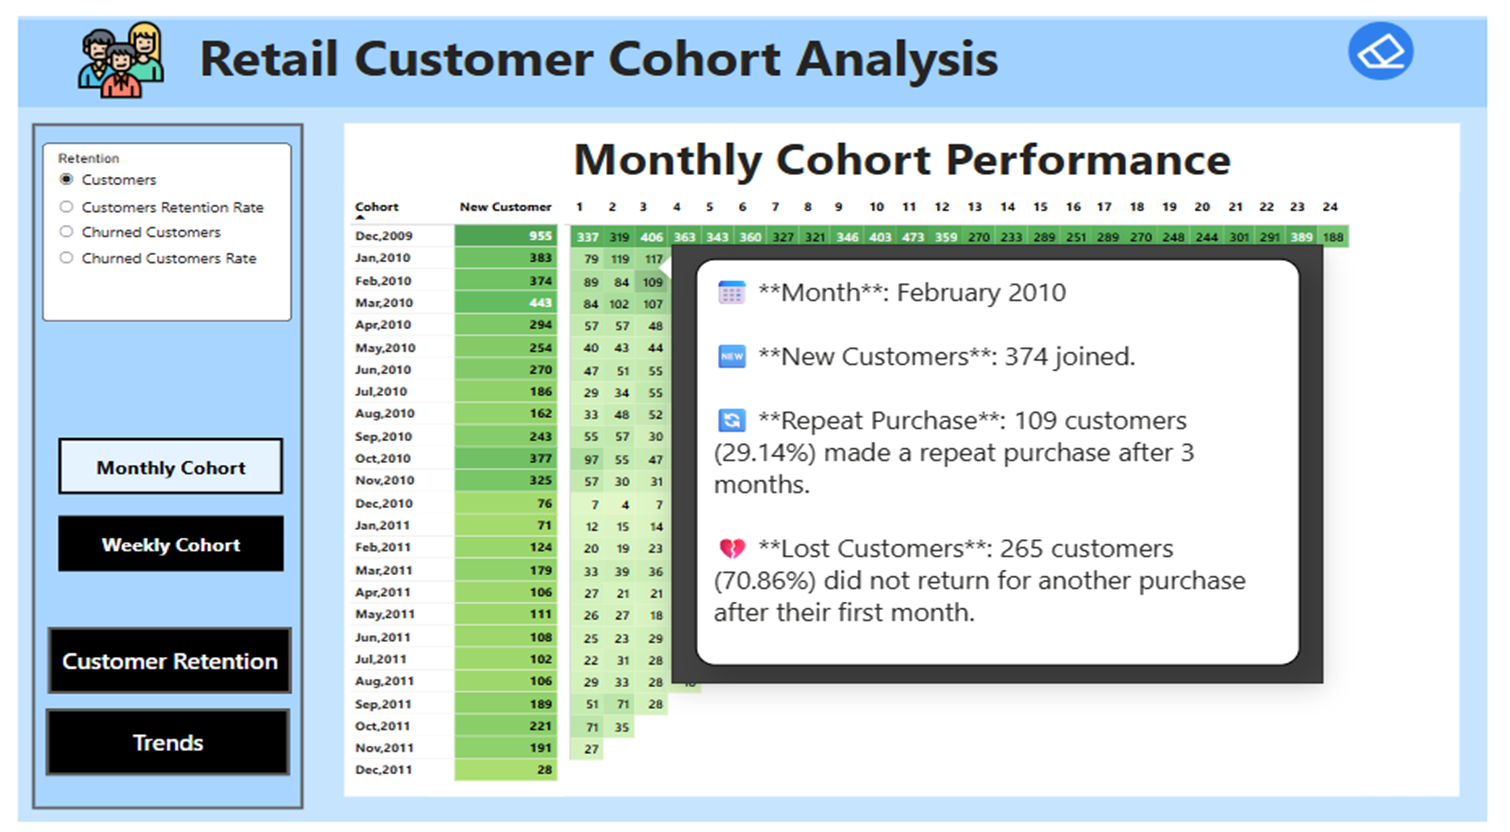 Retail Customer Cohort Analysis
Retention
Customers
Customers Retention Rate
Churned Customers
Churned Customers Rate
Monthly Cohort
Weekly Cohort
Customer Retention
Trends
Monthly Cohort Performance
Cohort New Customer 1 2 3 4 5 6 7 8 9 10 11 12 13 14 15 16 17 18 19 20 21 22 23 24
Dec,2009 955 337 319 406 363 343 360 327 321 346 403 473 359 270 233 289 251 289 270 248 244 301 291 389 188
Jan,2010 383 79 119 117
Feb,2010 374 89 84 109
Mar,2010 443 84 102 107
Apr,2010 294 57 57 48
May,2010 254 40 43 44
Jun,2010 270 47 51 55
Jul,2010 186 29 34 55
Aug,2010 162 33 48 52
Sep,2010 243 55 57 30
Oct,2010 377 97 55 47
Nov,2010 325 57 30 31
Dec,2010 76 7 4 7
Jan,2011 71 12 15 14
Feb,2011 124 20 19 23
Mar,2011 179 33 39 36
Apr,2011 106 27 21 21
May,2011 111 26 27 18
Jun,2011 108 25 23 29
Jul,2011 102 22 31 28
Aug,2011 106 29 33 28
Sep,2011 189 51 71 28
Oct,2011 221 71 35
Nov,2011 191 27
Dec,2011 28
**Month**: February 2010
NEW **New Customers**: 374 joined.
**Repeat Purchase**: 109 customers
(29.14%) made a repeat purchase after 3
months.
**Lost Customers**: 265 customers
(70.86%) did not return for another purchase
after their first month.